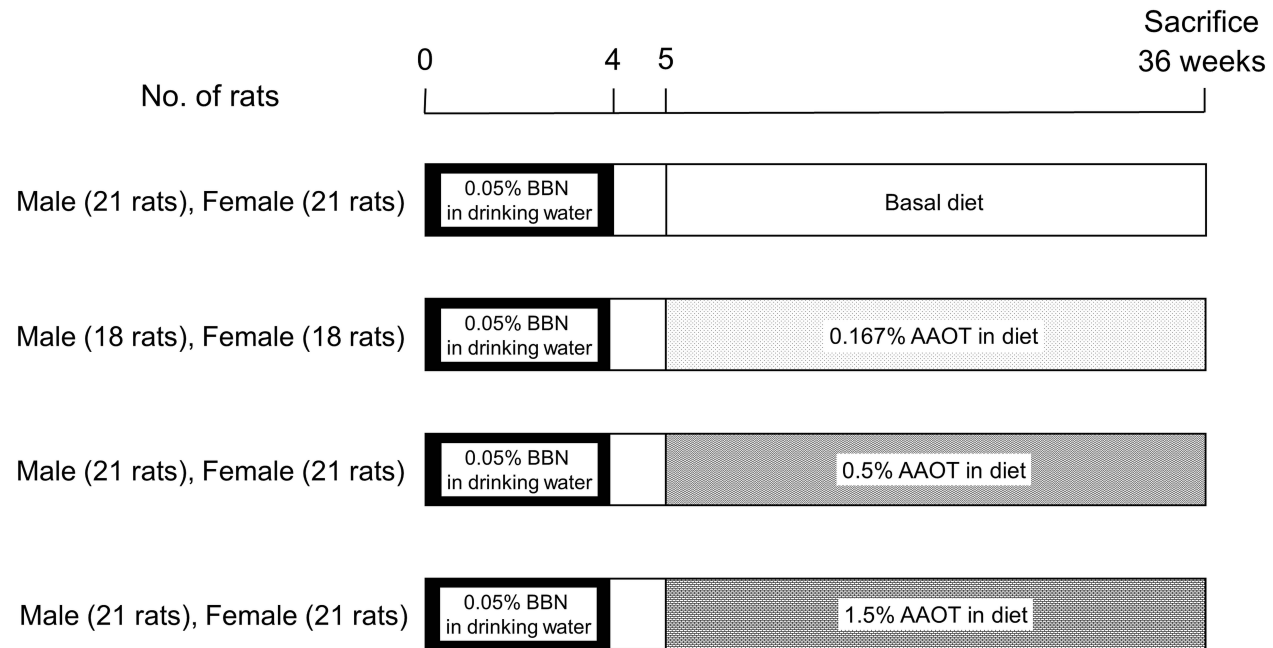 Sacrifice
0 4 5 36 weeks
No. of rats
Male (21 rats), Female (21 rats)
0.05% BBN
in drinking water
Basal diet
Male (18 rats), Female (18 rats)
0.05% BBN
in drinking water
0.167% AAOT in diet
Male (21 rats), Female (21 rats)
0.05% BBN
in drinking water
0.5% AAOT in diet
Male (21 rats), Female (21 rats)
0.05% BBN
in drinking water
1.5% AAOT in diet